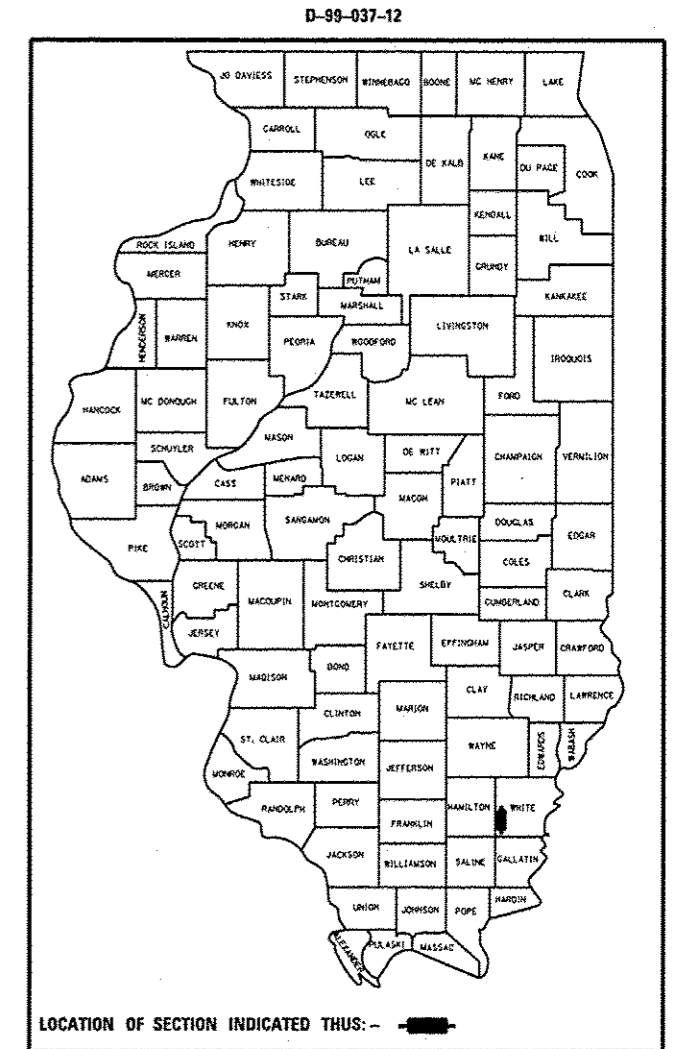 D-99-037-12
JO DAVIESS STEPHENSON WINNEBAGO BOONE MC HENRY LAKE
CARROLL OGLE DE KALB KANE DU PAGE COOK
WHITESIDE LEE KENDALL WILL
ROCK ISLAND HENRY BUREAU LA SALLE GRUNDY
MERCER PUTNAM KANKAKEE
HENDERSON WARREN KNOX STARK MARSHALL LIVINGSTON
PEORIA WOODFORD IROQUOIS
HANCOCK MC DONOUGH FULTON TAZEWELL MC LEAN FORD
SCHUYLER MASON LOGAN DE WITT CHAMPAIGN VERMILION
ADAMS BROWN CASS MENARD MACON PIATT
PIKE SCOTT MORGAN SANGAMON MOULTRIE DOUGLAS EDGAR
CHRISTIAN COLES
CALHOUN GREENE MACOUPIN MONTGOMERY SHELBY CUMBERLAND CLARK
JERSEY FAYETTE EFFINGHAM JASPER CRAWFORD
MADISON BOND
CLAY RICHLAND LAWRENCE
CLINTON MARION
ST. CLAIR WAYNE EDWARDS WABASH
WASHINGTON JEFFERSON
MONROE
RANDOLPH PERRY HAMILTON WHITE
FRANKLIN
JACKSON WILLIAMSON SALINE GALLATIN
UNION JOHNSON POPE HARDIN
ALEXANDER PULASKI MASSAC
LOCATION OF SECTION INDICATED THUS: -